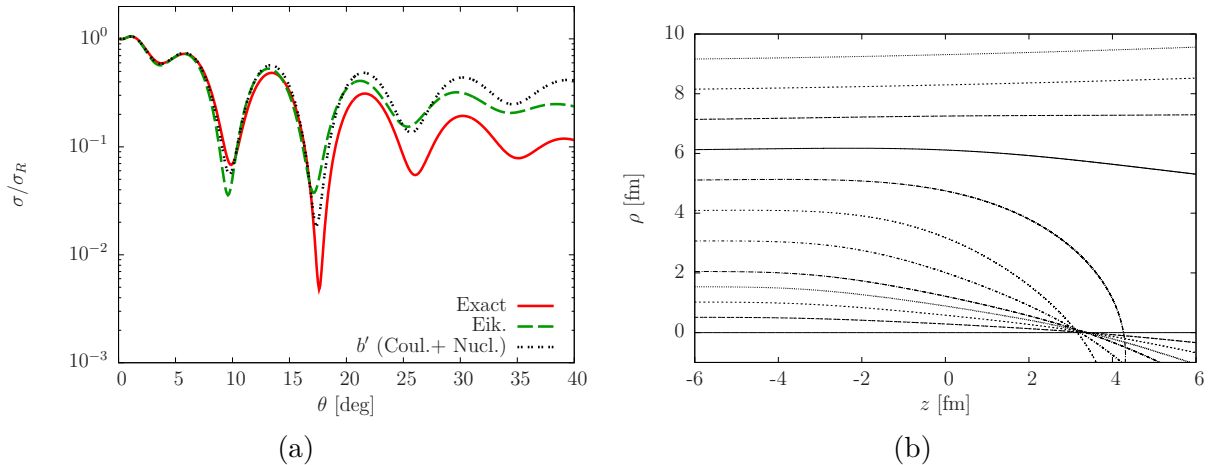 10^0
10^{-1}
10^{-2}
10^{-3}
σ/σ_R
0 5 10 15 20 25 30 35 40
θ [deg]
Exact
Eik.
b′ (Coul.+ Nucl.)
(a)
10
8
6
4
2
0
ρ [fm]
-6 -4 -2 0 2 4 6
z [fm]
(b)